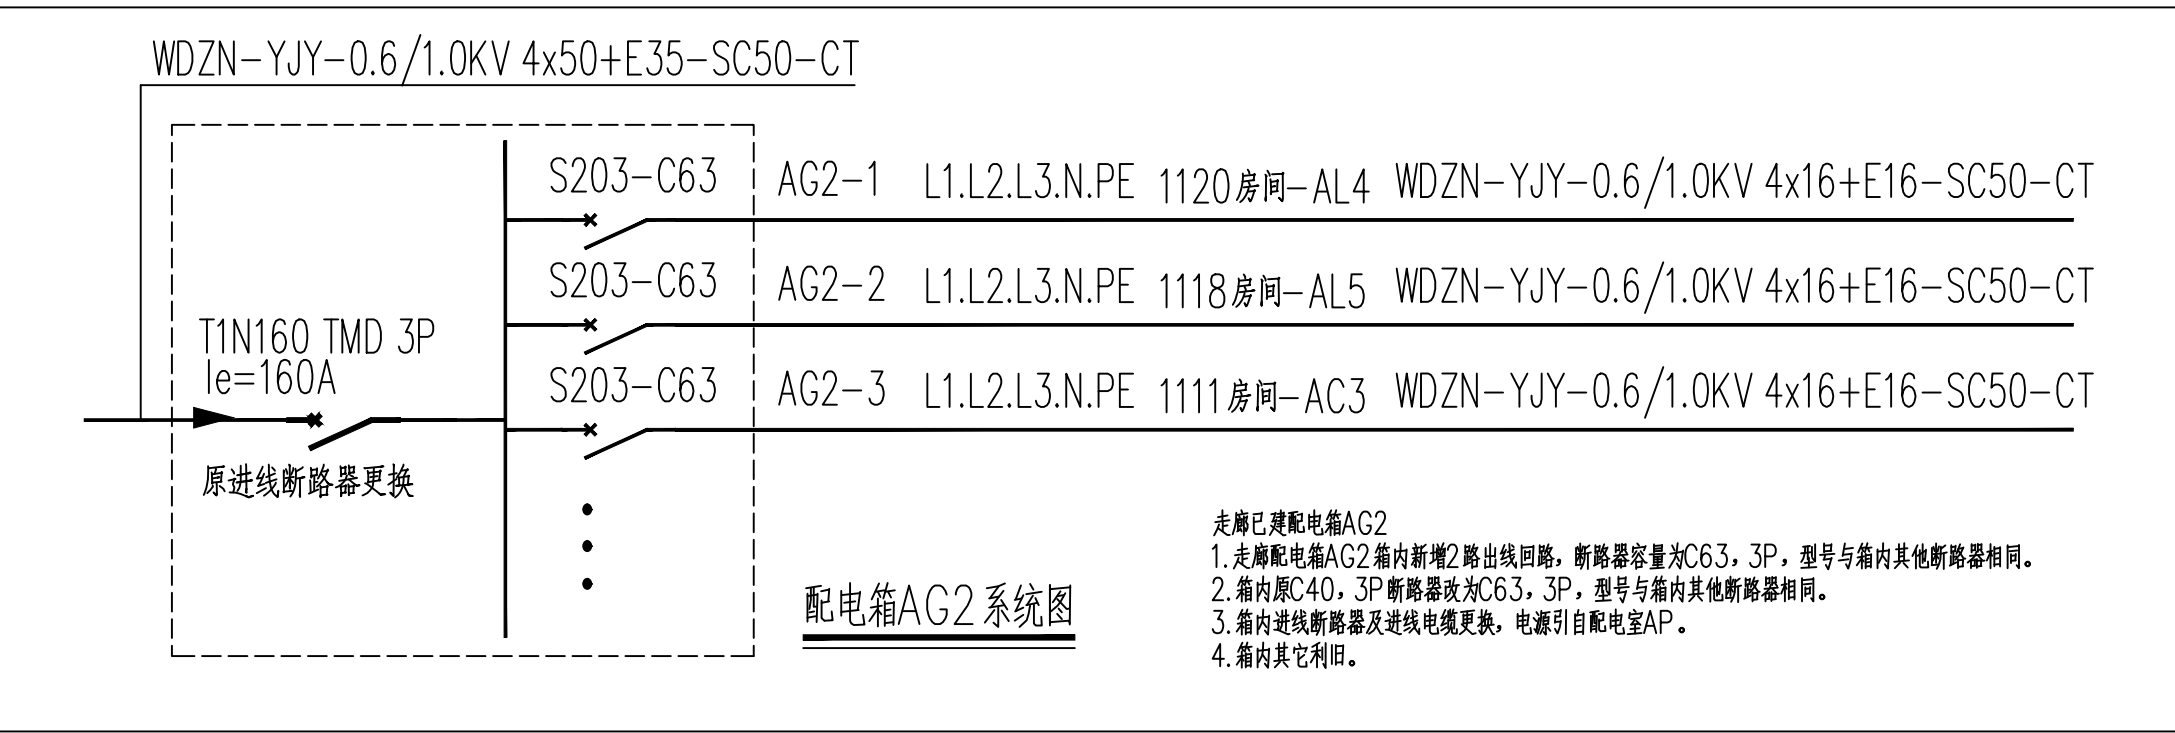 WDZN-YJY-0.6/1.0KV 4x50+E35-SC50-CT
S203-C63 AG2-1 L1.L2.L3.N.PE 1120房间-AL4 WDZN-YJY-0.6/1.0KV 4x16+E16-SC50-CT
S203-C63 AG2-2 L1.L2.L3.N.PE 1118房间-AL5 WDZN-YJY-0.6/1.0KV 4x16+E16-SC50-CT
T1N160 TMD 3P
Ie=160A
S203-C63 AG2-3 L1.L2.L3.N.PE 1111房间-AC3 WDZN-YJY-0.6/1.0KV 4x16+E16-SC50-CT
原进线断路器更换
配电箱AG2系统图
走廊已建配电箱AG2
1.走廊配电箱AG2箱内新增2路出线回路，断路器容量为C63，3P，型号与箱内其他断路器相同。
2.箱内原C40，3P断路器改为C63，3P，型号与箱内其他断路器相同。
3.箱内进线断路器及进线电缆更换，电源引自配电室AP。
4.箱内其它利旧。